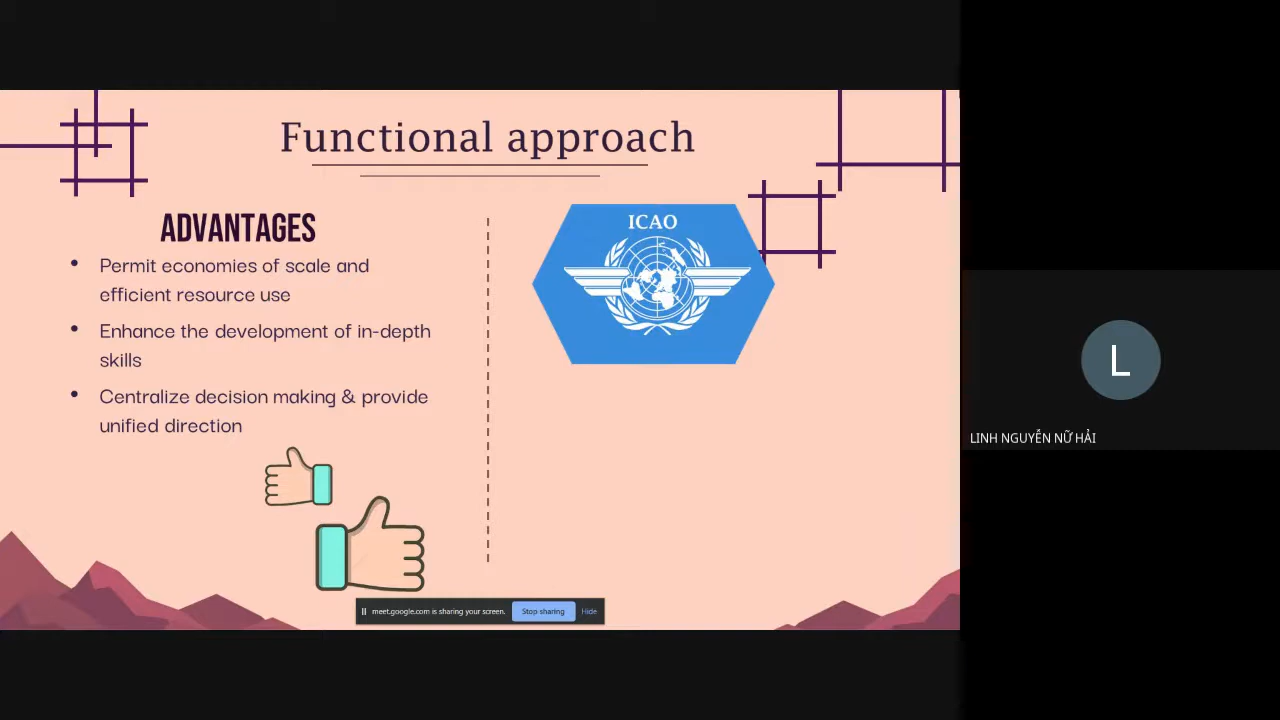 Functional approach
ADVANTAGES
• Permit economies of scale and
efficient resource use
• Enhance the development of in-depth
skills
• Centralize decision making & provide
unified direction
ICAO
L
LINH NGUYỄN NỮ HẢI
meet.google.com is sharing your screen. Stop sharing Hide